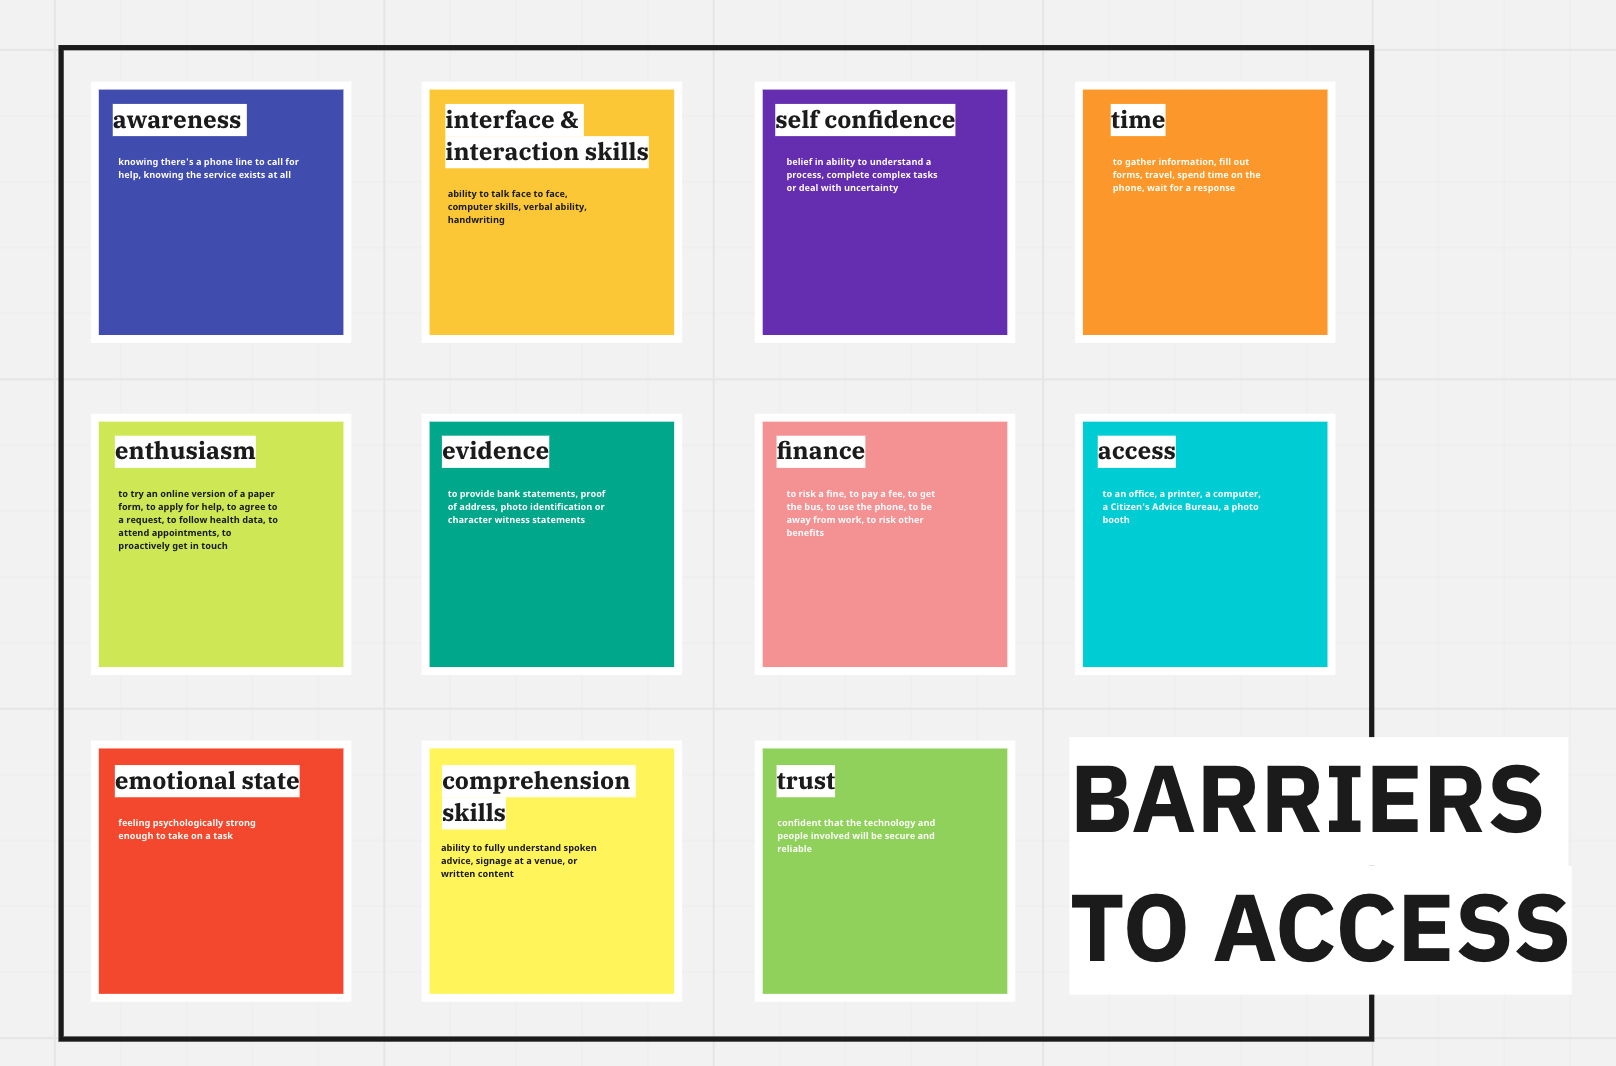 awareness
knowing there's a phone line to call for
help, knowing the service exists at all
interface &
interaction skills
ability to talk face to face,
computer skills, verbal ability,
handwriting
self confidence
belief in ability to understand a
process, complete complex tasks
or deal with uncertainty
time
to gather information, fill out
forms, travel, spend time on the
phone, wait for a response
enthusiasm
to try an online version of a paper
form, to apply for help, to agree to
a request, to follow health data, to
attend appointments, to
proactively get in touch
evidence
to provide bank statements, proof
of address, photo identification or
character witness statements
finance
to risk a fine, to pay a fee, to get
the bus, to use the phone, to be
away from work, to risk other
benefits
access
to an office, a printer, a computer,
a Citizen's Advice Bureau, a photo
booth
emotional state
feeling psychologically strong
enough to take on a task
comprehension
skills
ability to fully understand spoken
advice, signage at a venue, or
written content
trust
confident that the technology and
people involved will be secure and
reliable
BARRIERS
TO ACCESS